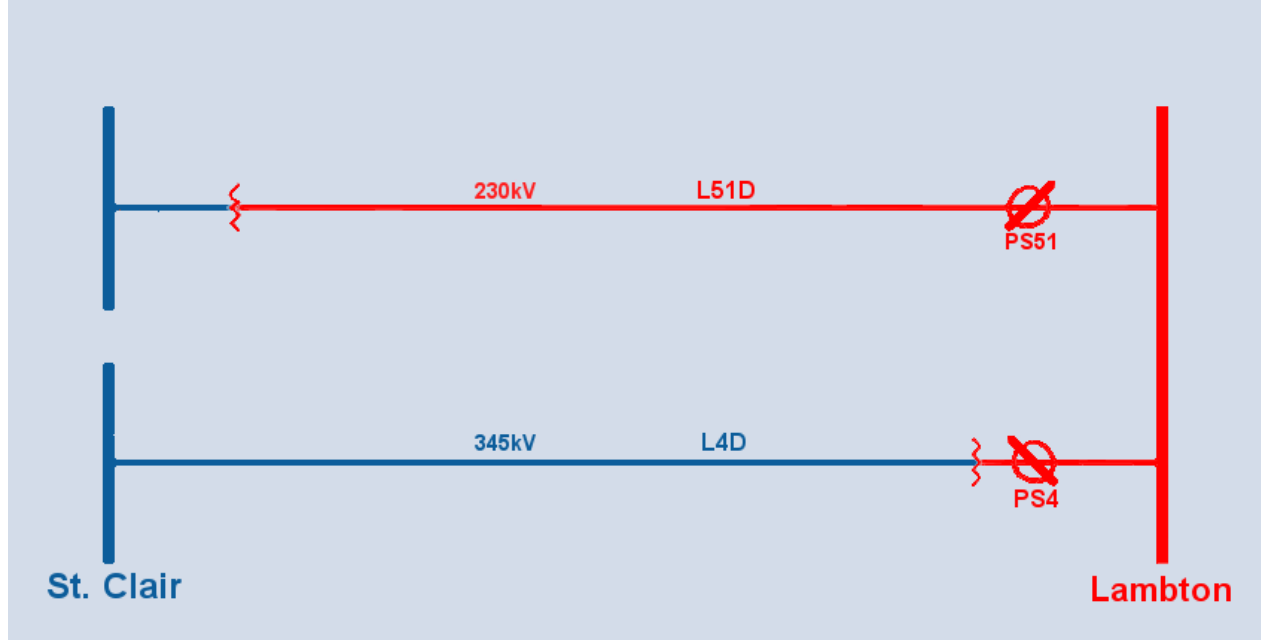 230kV L51D
PS51
345kV L4D
PS4
St. Clair
Lambton